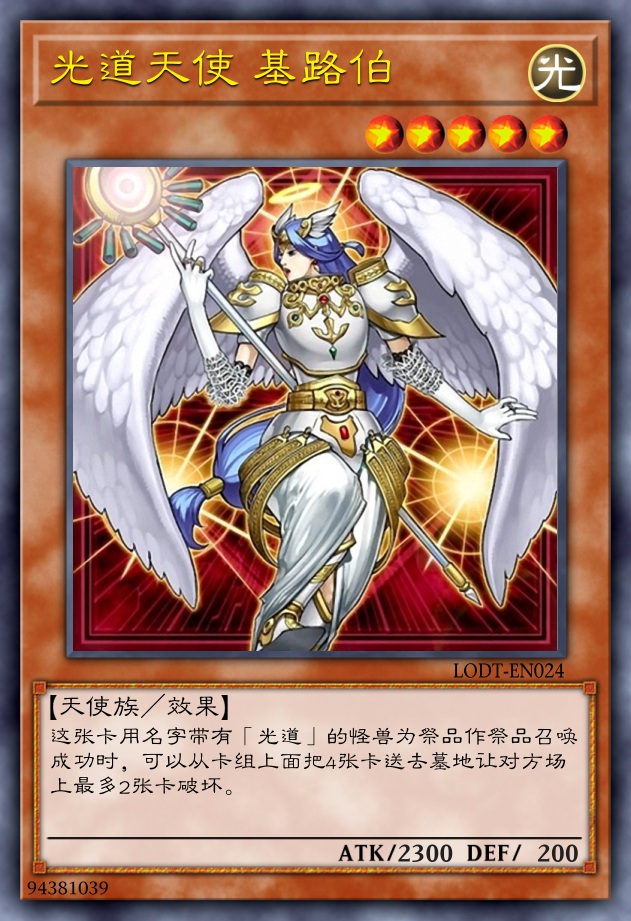 光道天使 基路伯
光
LODT-EN024
【天使族／效果】
这张卡用名字带有「光道」的怪兽为祭品作祭品召唤
成功时，可以从卡组上面把4张卡送去墓地让对方场
上最多2张卡破坏。
ATK/2300 DEF/ 200
94381039